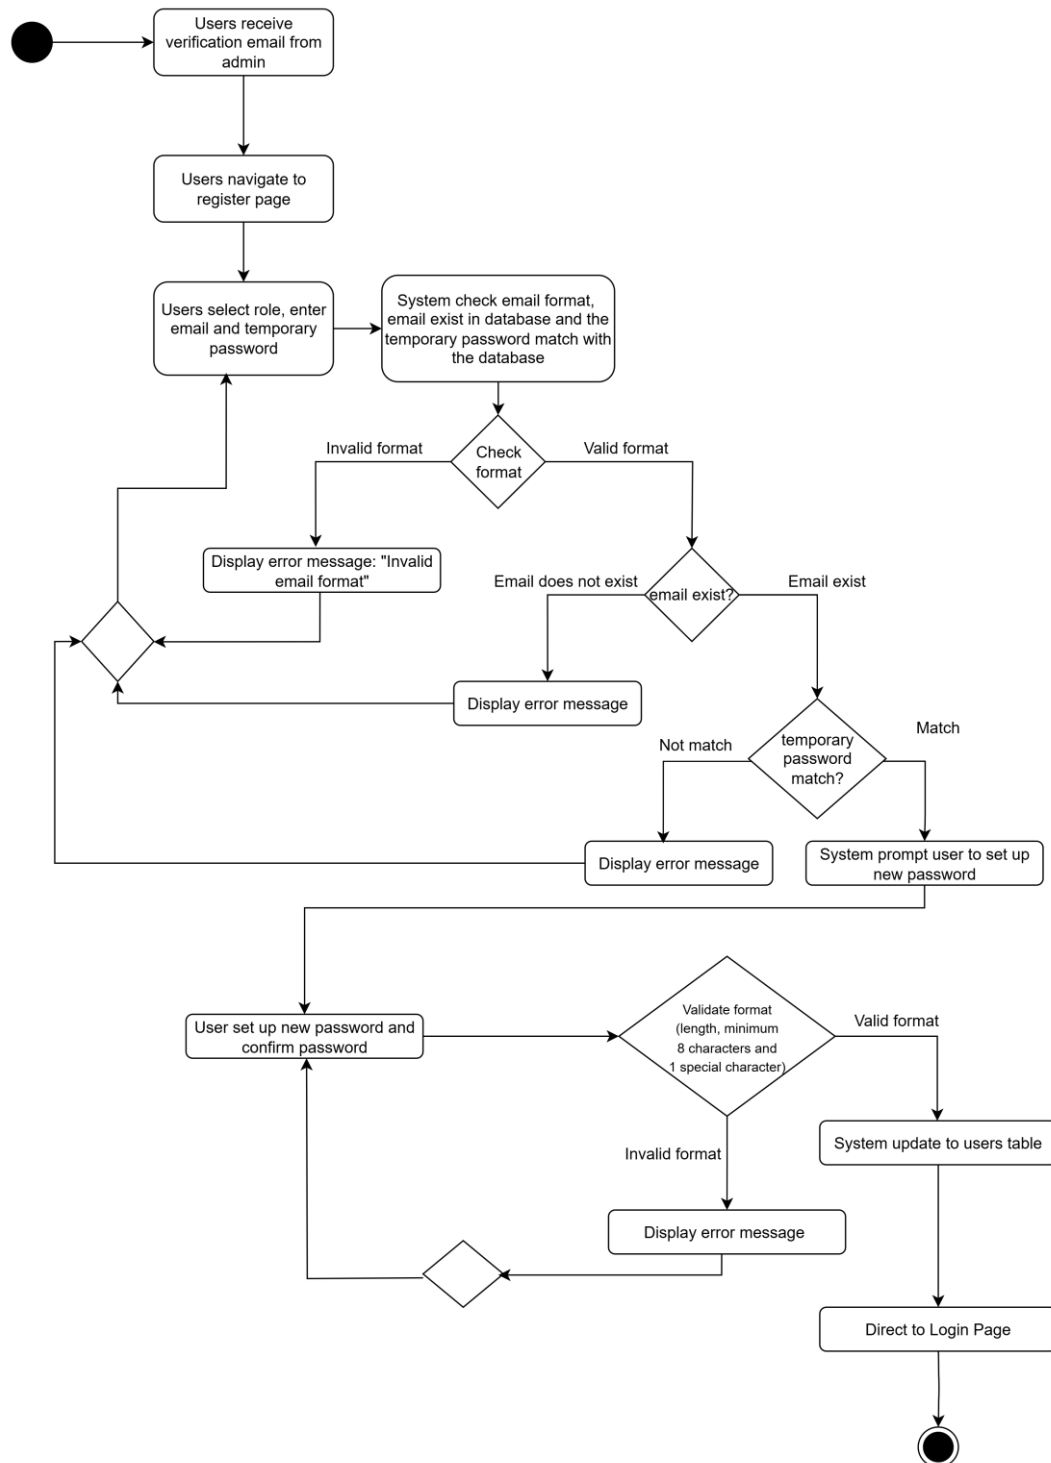 Users receive
verification email from
admin
Users navigate to
register page
Users select role, enter
email and temporary
password
System check email format,
email exist in database and the
temporary password match with
the database
Check
format
Invalid format
Valid format
Display error message: "Invalid
email format"
email exist?
Email does not exist
Email exist
Display error message
temporary
password
match?
Not match
Match
Display error message
System prompt user to set up
new password
User set up new password and
confirm password
Validate format
(length, minimum
8 characters and
1 special character)
Valid format
Invalid format
System update to users table
Display error message
Direct to Login Page